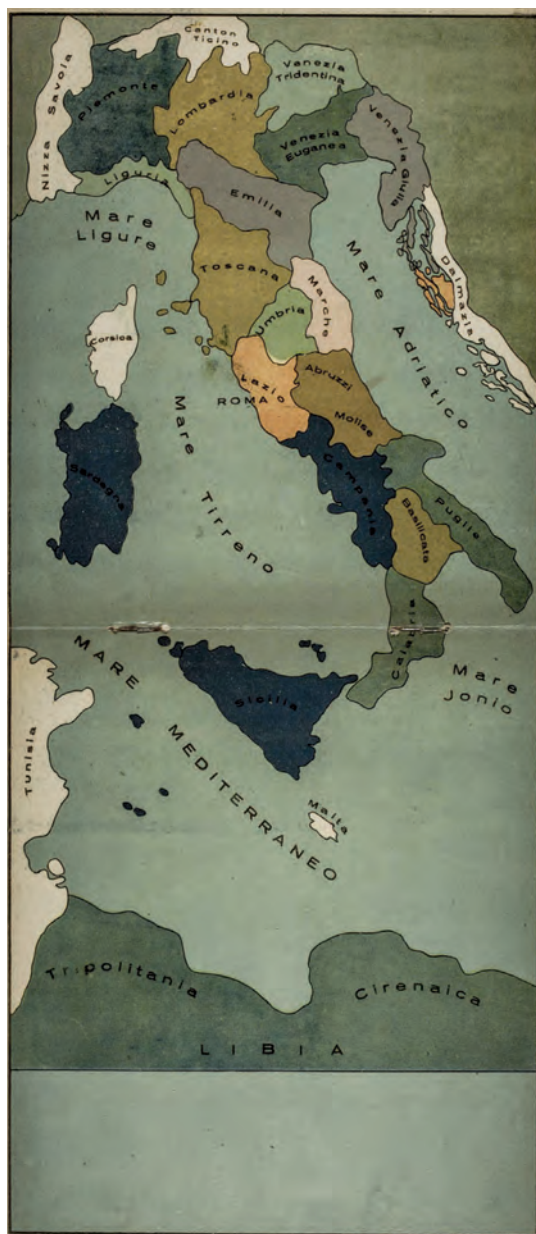 Canton
Ticino
Savoia
Nizza
Piemonte
Lombardia
Venezia
Tridentina
Venezia
Euganea
Venezia Giulia
Liguria
Emilia
Mare
Ligure
Toscana
Marche
Umbria
Mare Adriatico
Dalmazia
Corsica
Lazio
ROMA
Abruzzi
Molise
Mare Tirreno
Sardegna
Campania
Puglie
Basilicata
Calabria
Mare
Jonio
MARE MEDITERRANEO
Sicilia
Tunisia
Malta
Tripolitania
Cirenaica
LIBIA